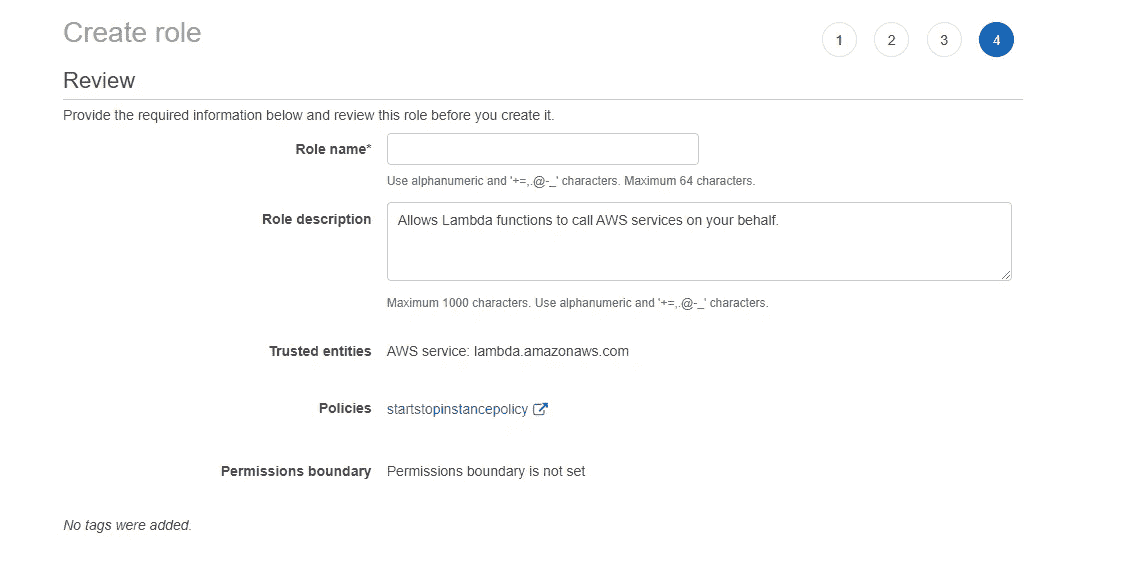 Create role
1 2 3 4
Review
Provide the required information below and review this role before you create it.
Role name*
Use alphanumeric and '+=,.@-_' characters. Maximum 64 characters.
Role description Allows Lambda functions to call AWS services on your behalf.
Maximum 1000 characters. Use alphanumeric and '+=,.@-_' characters.
Trusted entities AWS service: lambda.amazonaws.com
Policies startstopinstancepolicy
Permissions boundary Permissions boundary is not set
No tags were added.